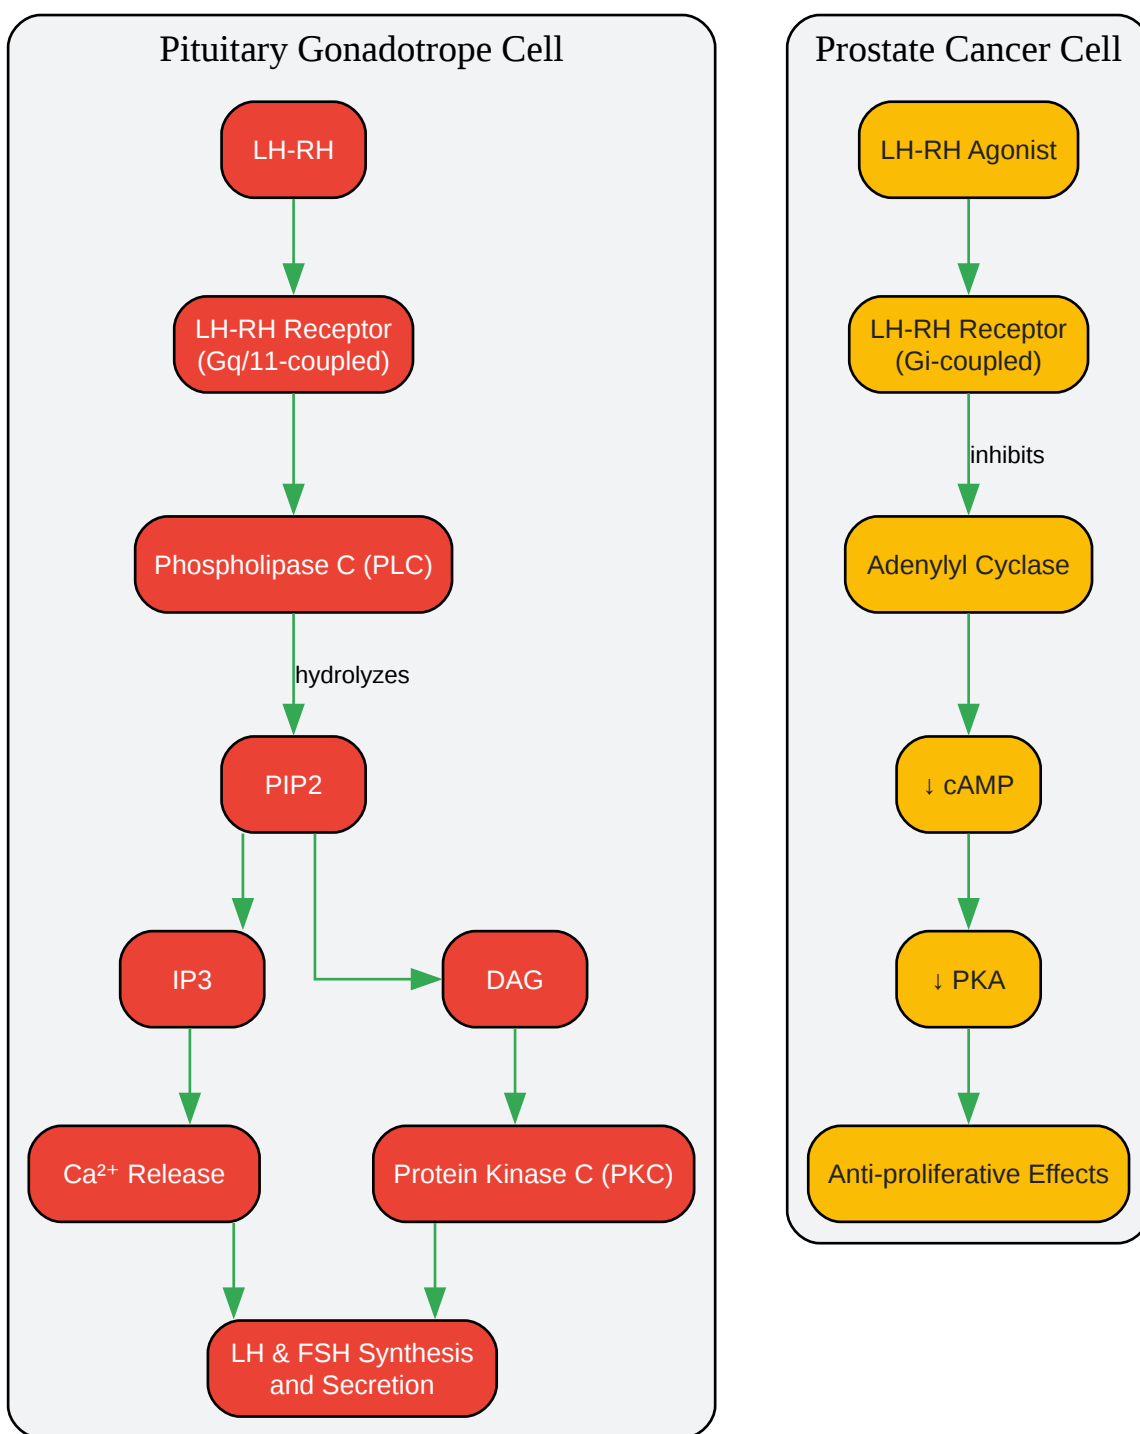 Pituitary Gonadotrope Cell
LH-RH
LH-RH Receptor
(Gq/11-coupled)
Phospholipase C (PLC)
hydrolyzes
PIP2
IP3
DAG
Ca²⁺ Release
Protein Kinase C (PKC)
LH & FSH Synthesis
and Secretion
Prostate Cancer Cell
LH-RH Agonist
LH-RH Receptor
(Gi-coupled)
inhibits
Adenylyl Cyclase
↓ cAMP
↓ PKA
Anti-proliferative Effects